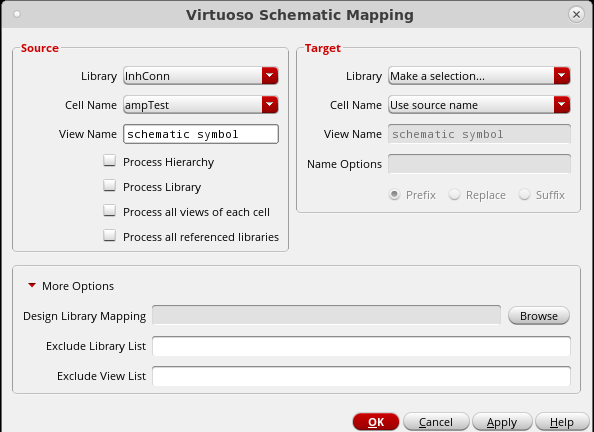 Virtuoso Schematic Mapping
Source
Library InhConn
Cell Name ampTest
View Name schematic symbol
Process Hierarchy
Process Library
Process all views of each cell
Process all referenced libraries
Target
Library Make a selection...
Cell Name Use source name
View Name schematic symbol
Name Options
Prefix Replace Suffix
More Options
Design Library Mapping Browse
Exclude Library List
Exclude View List
OK Cancel Apply Help